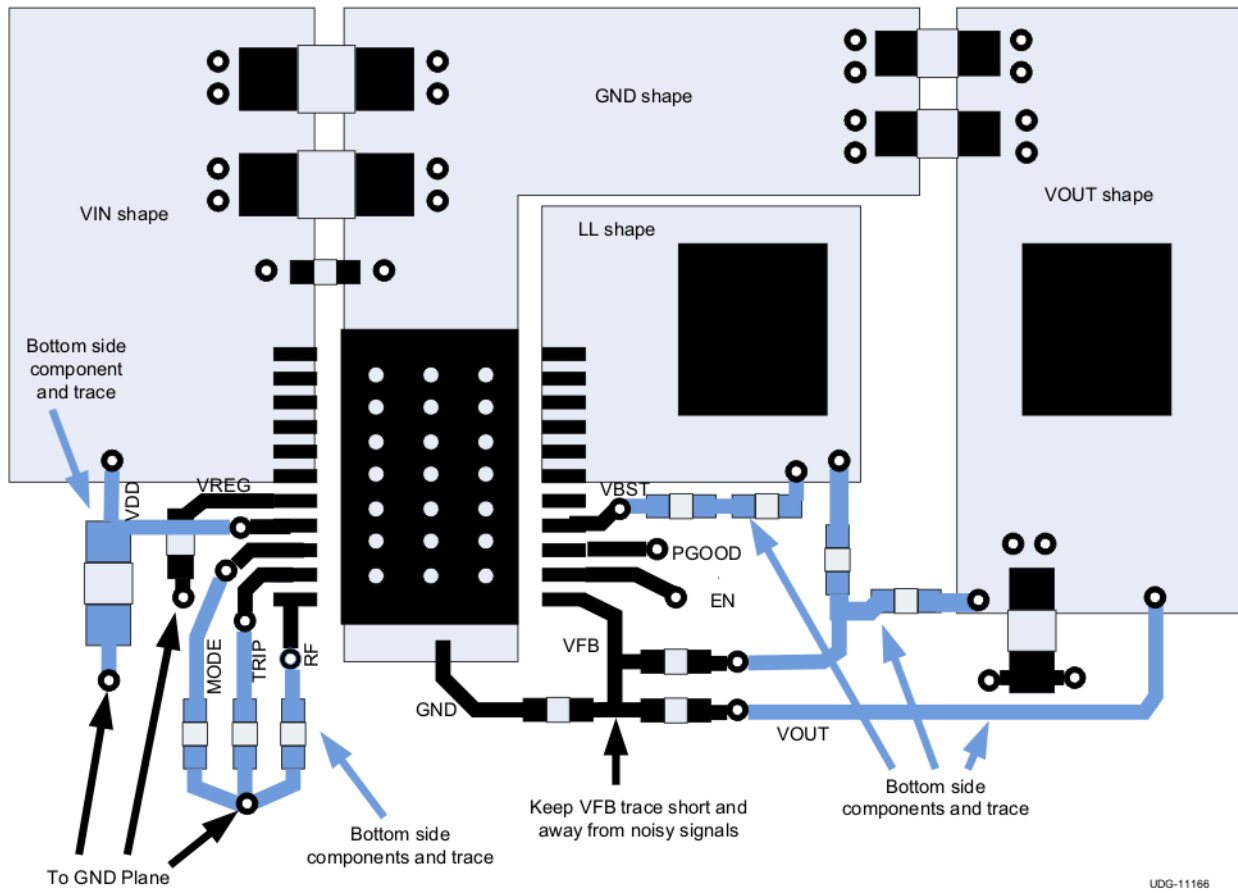 GND shape
VIN shape
VOUT shape
LL shape
Bottom side
component
and trace
VREG
VDD
VBST
PGOOD
EN
VFB
MODE
TRIP
RF
GND
VOUT
Keep VFB trace short and
away from noisy signals
Bottom side
components and trace
Bottom side
components and trace
To GND Plane
UDG-11166